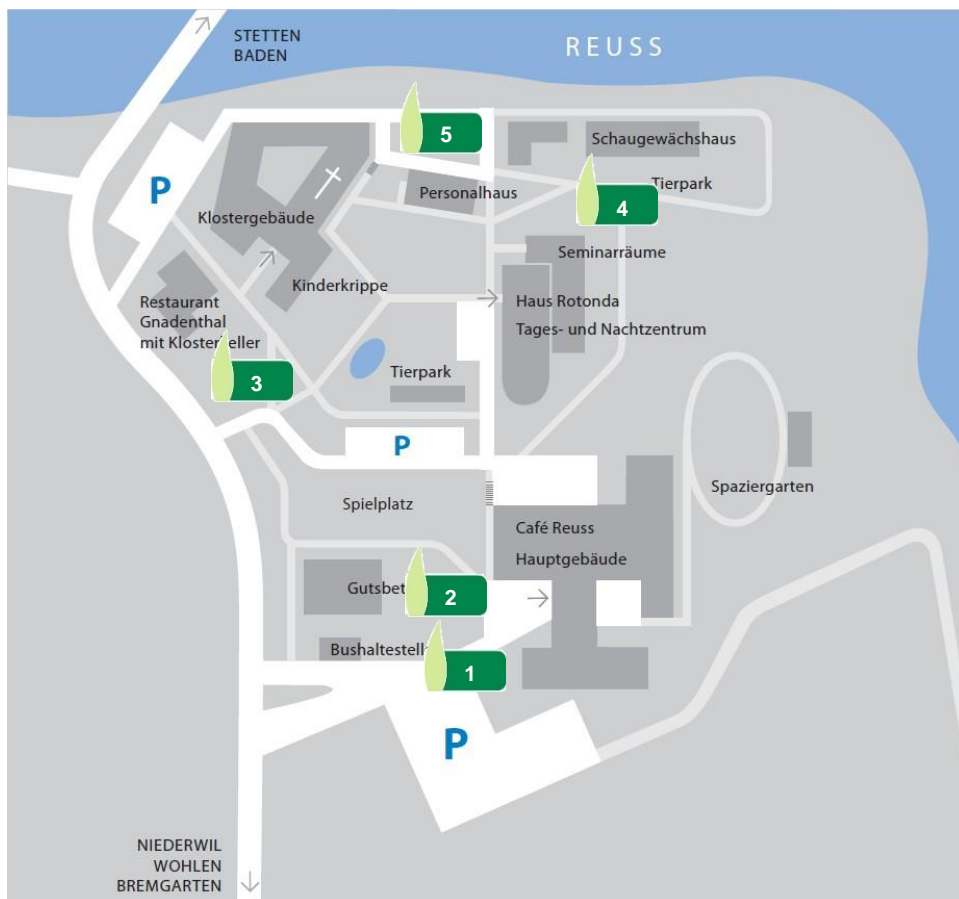 STETTEN
BADEN
REUSS
5
Schaugewächshaus
P
Personalhaus
Tierpark
4
Klostergebäude
Seminarräume
Kinderkrippe
Restaurant
Gnadenthal
mit
Haus Rotonda
Tages- und Nachtzentrum
3
Tierpark
P
Spaziergarten
Spielplatz
Café Reuss
Hauptgebäude
2
1
P
NIEDERWIL
WOHLEN
BREMGARTEN